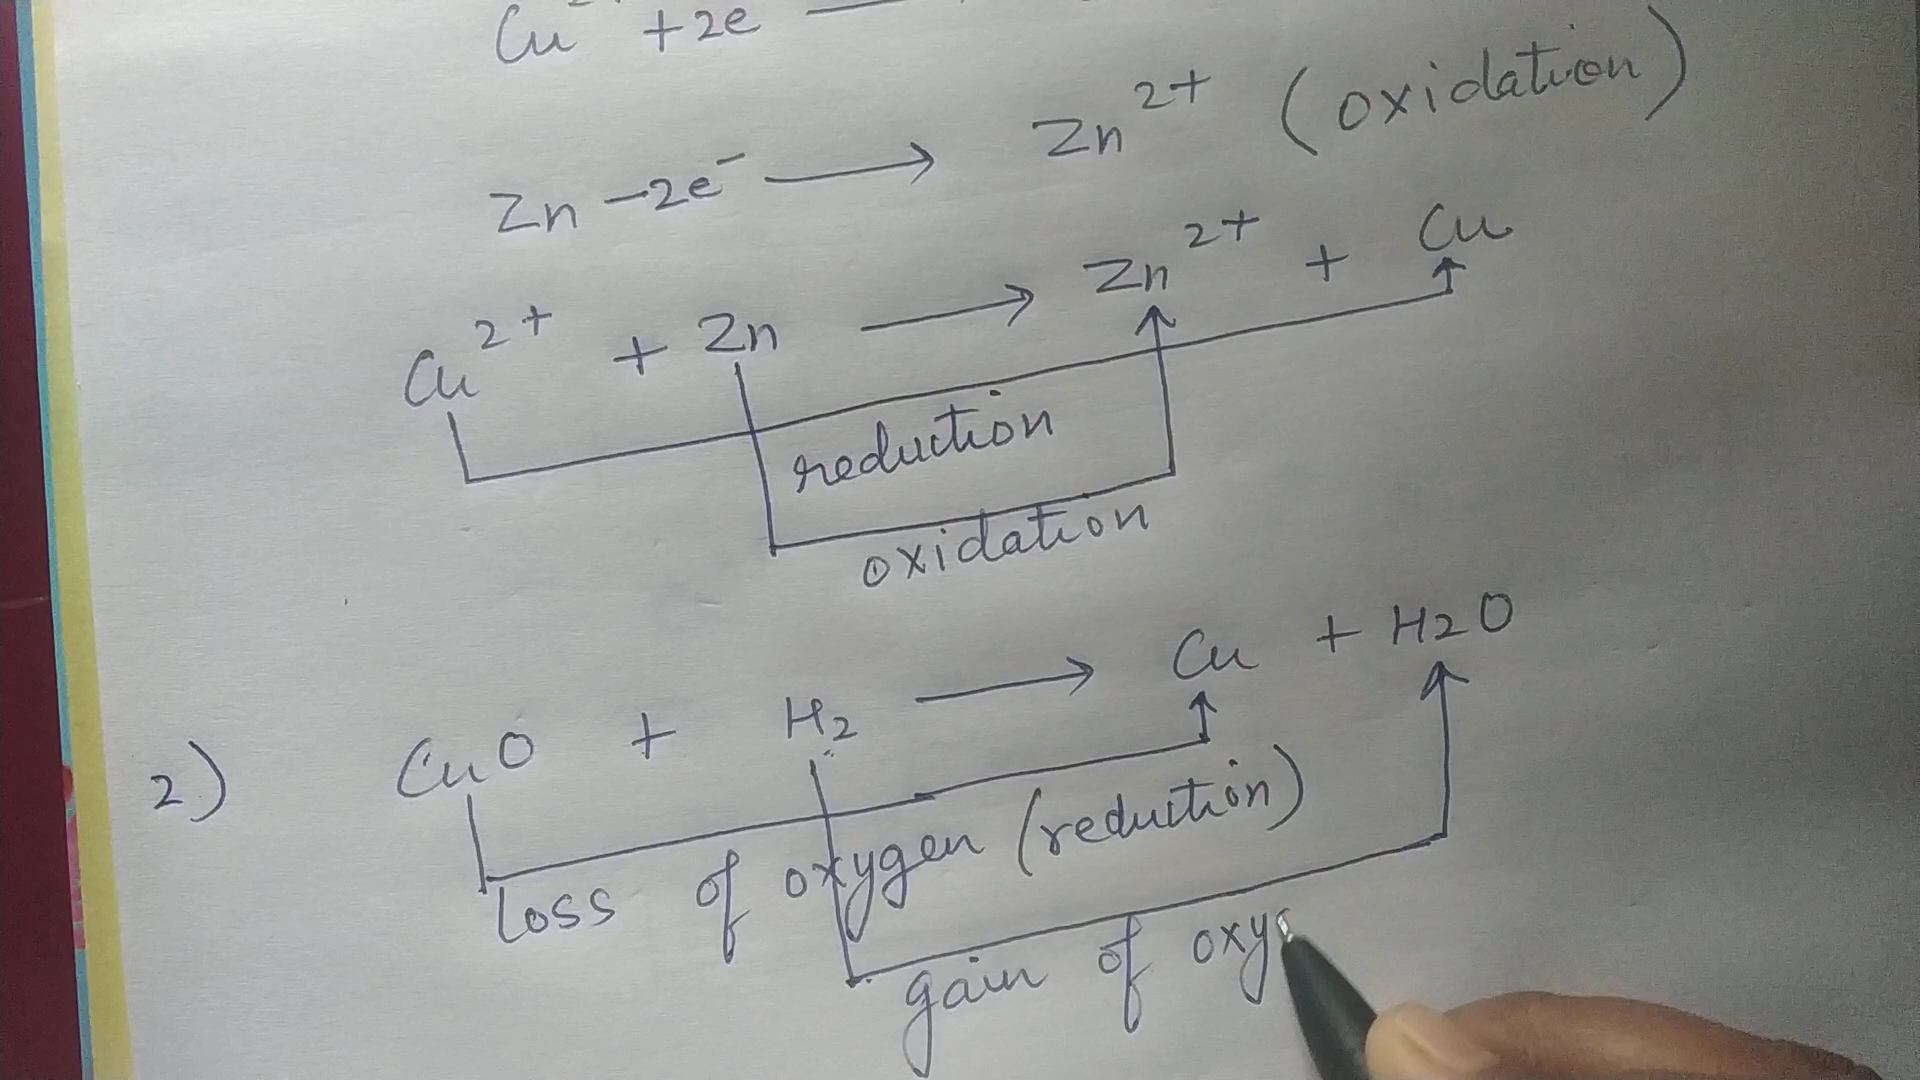 Cu + 2e
Zn - 2e⁻ ⟶ Zn²⁺ (oxidation)
Cu²⁺ + Zn ⟶ Zn²⁺ + Cu
reduction
oxidation
2) CuO + H2 ⟶ Cu + H2O
loss of oxygen (reduction)
gain of oxy